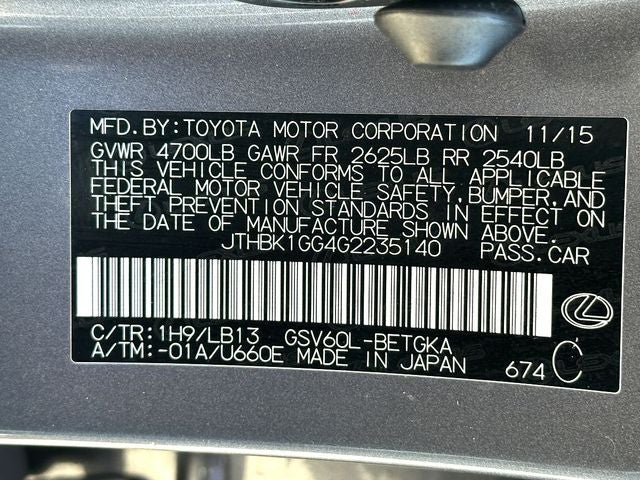 MFD.BY:TOYOTA MOTOR CORPORATION 11/15
GVWR 4700LB GAWR FR 2625LB RR 2540LB
THIS VEHICLE CONFORMS TO ALL APPLICABLE
FEDERAL MOTOR VEHICLE SAFETY,BUMPER,AND
THEFT PREVENTION STANDARDS IN EFFECT ON
THE DATE OF MANUFACTURE SHOWN ABOVE.
JTHBK1GG4G2235140 PASS.CAR
C/TR:1H9/LB13 GSV60L-BETGKA
A/TM:-01A/U660E MADE IN JAPAN 674 C